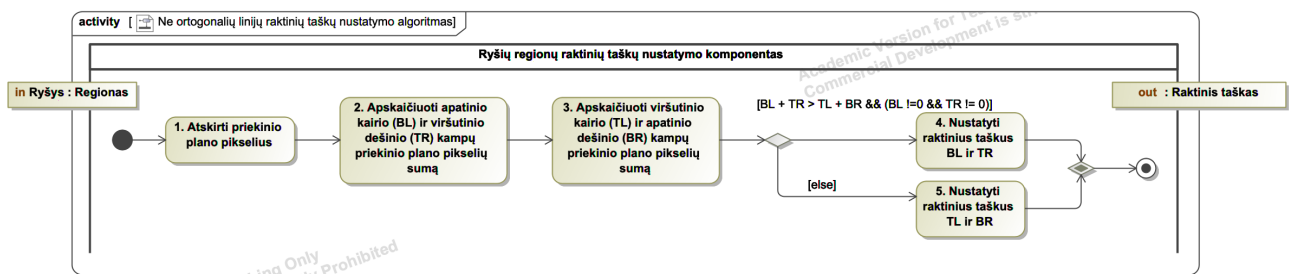 activity [ Ne ortogonalių linijų raktinių taškų nustatymo algoritmas]
Ryšių regionų raktinių taškų nustatymo komponentas
in Ryšys : Regionas
out : Raktinis taškas
1. Atskirti priekinio
plano pikselius
2. Apskaičiuoti apatinio
kairio (BL) ir viršutinio
dešinio (TR) kampų
priekinio plano pikselių
sumą
3. Apskaičiuoti viršutinio
kairio (TL) ir apatinio
dešinio (BR) kampų
priekinio plano pikselių
sumą
[BL + TR > TL + BR && (BL !=0 && TR != 0)]
4. Nustatyti
raktinius taškus
BL ir TR
[else]
5. Nustatyti
raktinius taškus
TL ir BR
Academic Version for
Commercial Development is
Only
Prohibited